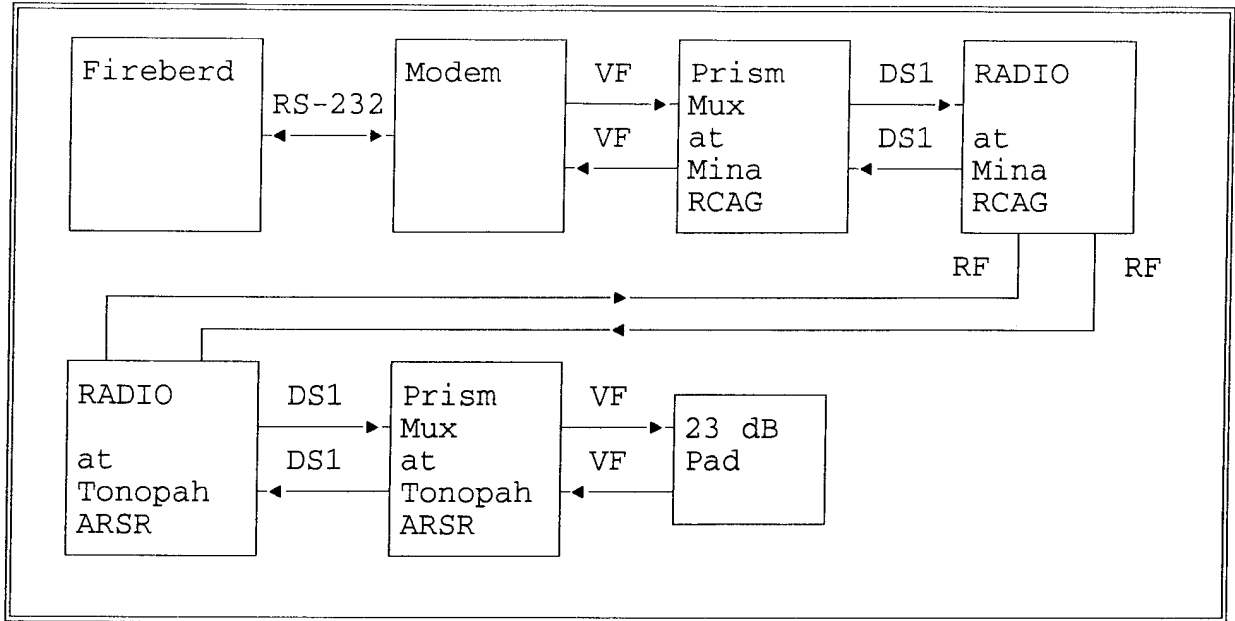 Fireberd
RS-232
Modem
VF
VF
Prism
Mux
at
Mina
RCAG
DS1
DS1
RADIO
at
Mina
RCAG
RF
RF
RADIO
at
Tonopah
ARSR
DS1
DS1
Prism
Mux
at
Tonopah
ARSR
VF
VF
23 dB
Pad